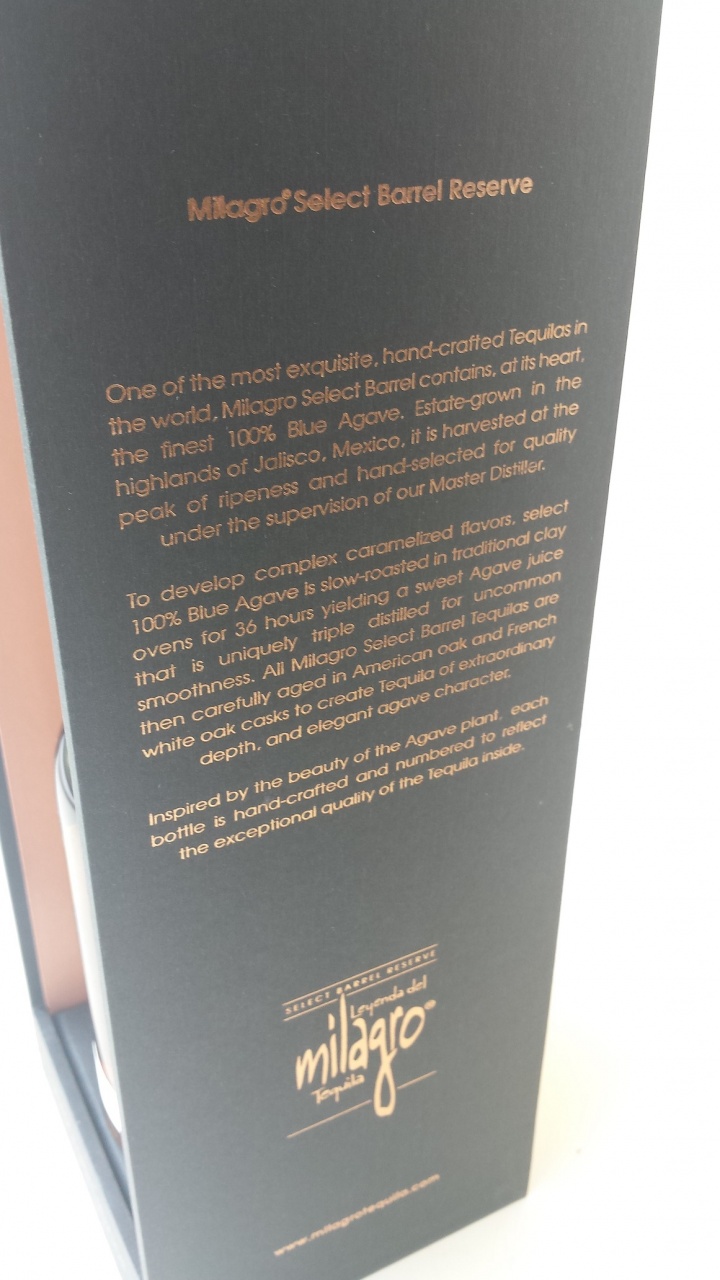 Milagro® Select Barrel Reserve
One of the most exquisite, hand-crafted Tequilas in
the world, Milagro Select Barrel contains, at its heart,
the finest 100% Blue Agave. Estate-grown in the
highlands of Jalisco, Mexico, it is harvested at the
peak of ripeness and hand-selected for quality
under the supervision of our Master Distiller.
To develop complex caramelized flavors, select
100% Blue Agave is slow-roasted in traditional clay
ovens for 36 hours yielding a sweet Agave juice
that is uniquely triple distilled for uncommon
smoothness. All Milagro Select Barrel Tequilas are
then carefully aged in American oak and French
white oak casks to create Tequila of extraordinary
depth, and elegant agave character.
Inspired by the beauty of the Agave plant, each
bottle is hand-crafted and numbered to reflect
the exceptional quality of the Tequila inside.
SELECT BARREL RESERVE
Leyenda del
milagro®
Tequila
www.milagrotequila.com